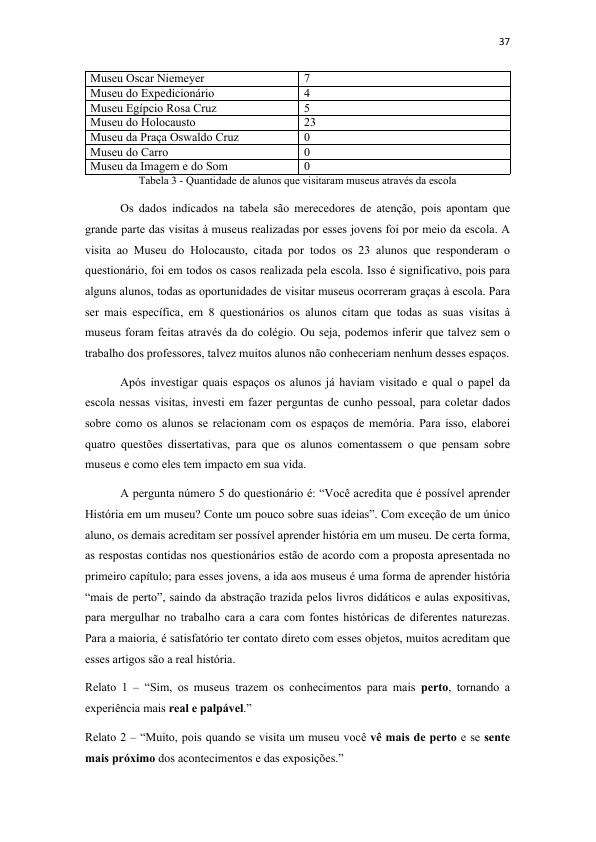 37
Museu Oscar Niemeyer 7
Museu do Expedicionário 4
Museu Egípcio Rosa Cruz 5
Museu do Holocausto 23
Museu da Praça Oswaldo Cruz 0
Museu do Carro 0
Museu da Imagem e do Som 0
Tabela 3 - Quantidade de alunos que visitaram museus através da escola
Os dados indicados na tabela são merecedores de atenção, pois apontam que
grande parte das visitas à museus realizadas por esses jovens foi por meio da escola. A
visita ao Museu do Holocausto, citada por todos os 23 alunos que responderam o
questionário, foi em todos os casos realizada pela escola. Isso é significativo, pois para
alguns alunos, todas as oportunidades de visitar museus ocorreram graças à escola. Para
ser mais específica, em 8 questionários os alunos citam que todas as suas visitas à
museus foram feitas através da do colégio. Ou seja, podemos inferir que talvez sem o
trabalho dos professores, talvez muitos alunos não conheceriam nenhum desses espaços.
Após investigar quais espaços os alunos já haviam visitado e qual o papel da
escola nessas visitas, investi em fazer perguntas de cunho pessoal, para coletar dados
sobre como os alunos se relacionam com os espaços de memória. Para isso, elaborei
quatro questões dissertativas, para que os alunos comentassem o que pensam sobre
museus e como eles tem impacto em sua vida.
A pergunta número 5 do questionário é: “Você acredita que é possível aprender
História em um museu? Conte um pouco sobre suas ideias”. Com exceção de um único
aluno, os demais acreditam ser possível aprender história em um museu. De certa forma,
as respostas contidas nos questionários estão de acordo com a proposta apresentada no
primeiro capítulo; para esses jovens, a ida aos museus é uma forma de aprender história
“mais de perto”, saindo da abstração trazida pelos livros didáticos e aulas expositivas,
para mergulhar no trabalho cara a cara com fontes históricas de diferentes naturezas.
Para a maioria, é satisfatório ter contato direto com esses objetos, muitos acreditam que
esses artigos são a real história.
Relato 1 – “Sim, os museus trazem os conhecimentos para mais perto, tornando a
experiência mais real e palpável.”
Relato 2 – “Muito, pois quando se visita um museu você vê mais de perto e se sente
mais próximo dos acontecimentos e das exposições.”